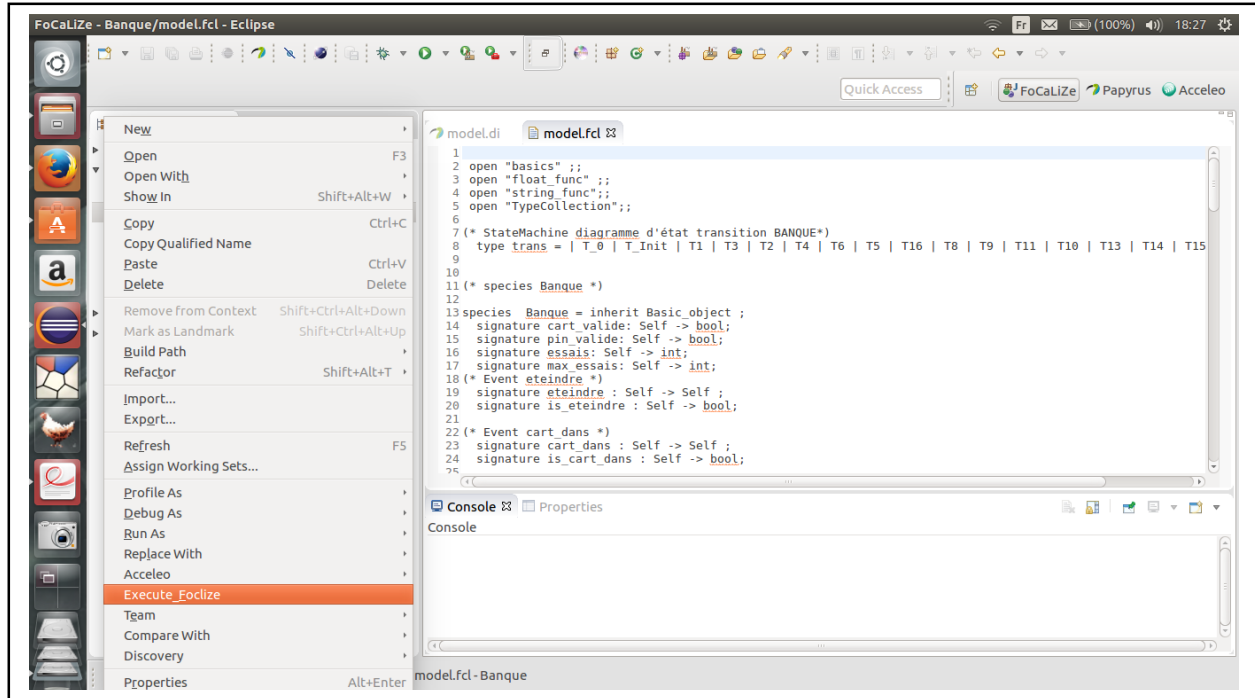 FoCaLiZe - Banque/model.fcl - Eclipse
Fr (100%) 18:27
Quick Access FoCaLiZe Papyrus Acceleo
New
Open F3
Open With
Show In Shift+Alt+W
Copy Ctrl+C
Copy Qualified Name
Paste Ctrl+V
Delete Delete
Remove from Context Shift+Ctrl+Alt+Down
Mark as Landmark Shift+Ctrl+Alt+Up
Build Path
Refactor Shift+Alt+T
Import...
Export...
Refresh F5
Assign Working Sets...
Profile As
Debug As
Run As
Replace With
Acceleo
Execute_Foclize
Team
Compare With
Discovery
Properties Alt+Enter
model.di model.fcl
1
2 open "basics" ;;
3 open "float_func" ;;
4 open "string_func";;
5 open "TypeCollection";;
6
7 (* StateMachine diagramme d'état transition BANQUE*)
8 type trans = | T_0 | T_Init | T1 | T3 | T2 | T4 | T6 | T5 | T16 | T8 | T9 | T11 | T10 | T13 | T14 | T15
9
10
11 (* species Banque *)
12
13 species Banque = inherit Basic_object ;
14 signature cart_valide: Self -> bool;
15 signature pin_valide: Self -> bool;
16 signature essais: Self -> int;
17 signature max_essais: Self -> int;
18 (* Event eteindre *)
19 signature eteindre : Self -> Self ;
20 signature is_eteindre : Self -> bool;
21
22 (* Event cart_dans *)
23 signature cart_dans : Self -> Self ;
24 signature is_cart_dans : Self -> bool;
25
Console Properties
Console
model.fcl - Banque